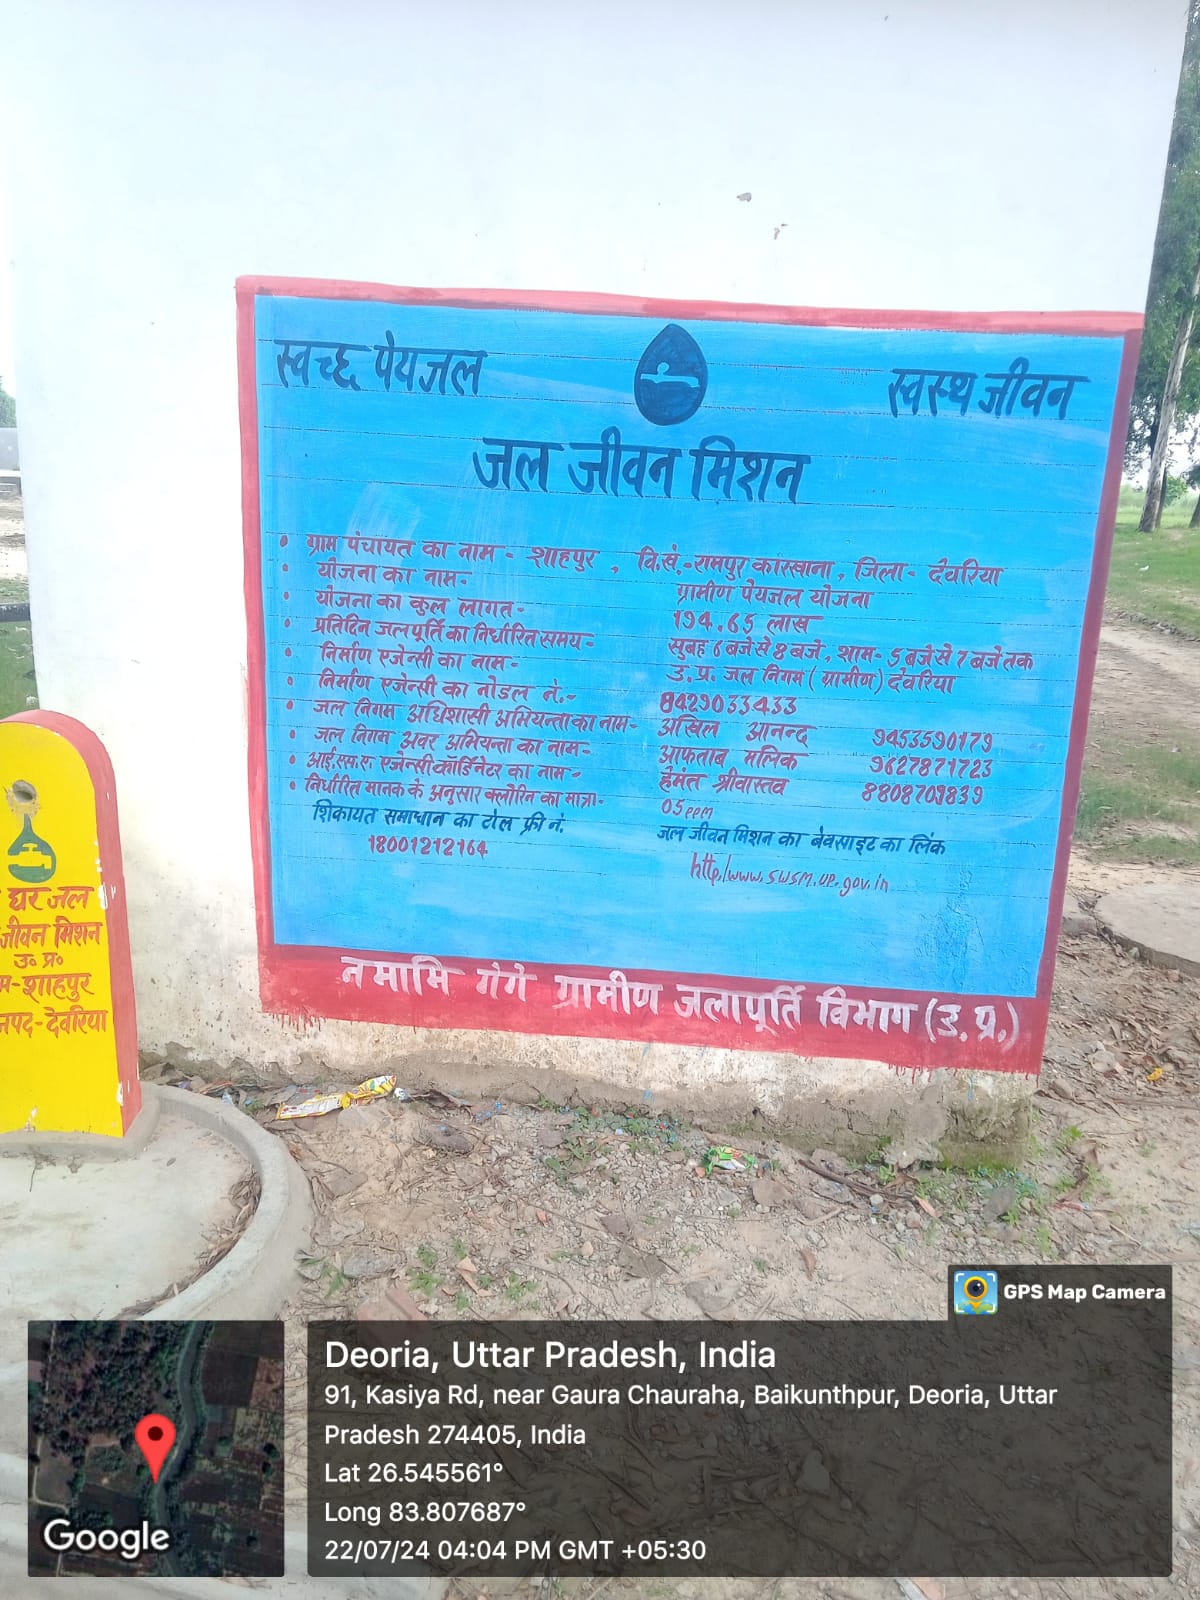 स्वच्छ पेयजल
स्वस्थ जीवन
जल जीवन मिशन
• ग्राम पंचायत का नाम - शाहपुर , वि.खं.-रामपुर कारखाना, जिला- देवरिया
• योजना का नाम- ग्रामीण पेयजल योजना
• योजना का कुल लागत- 194.65 लाख
• प्रतिदिन जलपूर्ति का निर्धारित समय- सुबह 6 बजे से 8 बजे, शाम- 5 बजे से 7 बजे तक
• निर्माण एजेन्सी का नाम- उ.प्र. जल निगम (ग्रामीण) देवरिया
• निर्माण एजेन्सी का नोडल नं.- 8429033433
• जल निगम अधिशासी अभियन्ता का नाम- अखिल आनन्द 9453590179
• जल निगम अवर अभियन्ता का नाम- आफताब मलिक 9627871723
• आई.एस.ए. एजेन्सी कॉर्डिनेटर का नाम- हेमंत श्रीवास्तव 8808709839
• निर्धारित मानक के अनुसार क्लोरिन का मात्रा- 05 ppm
शिकायत समाधान का टोल फ्री नं.
18001212164
जल जीवन मिशन का वेवसाइट का लिंक
http/www.swsm.up.gov.in
नमामि गंगे ग्रामीण जलापूर्ति विभाग (उ.प्र.)
घर जल
जीवन मिशन
उ० प्र०
म-शाहपुर
नपद-देवरिया
GPS Map Camera
Deoria, Uttar Pradesh, India
91, Kasiya Rd, near Gaura Chauraha, Baikunthpur, Deoria, Uttar
Pradesh 274405, India
Lat 26.545561°
Long 83.807687°
22/07/24 04:04 PM GMT +05:30
Google